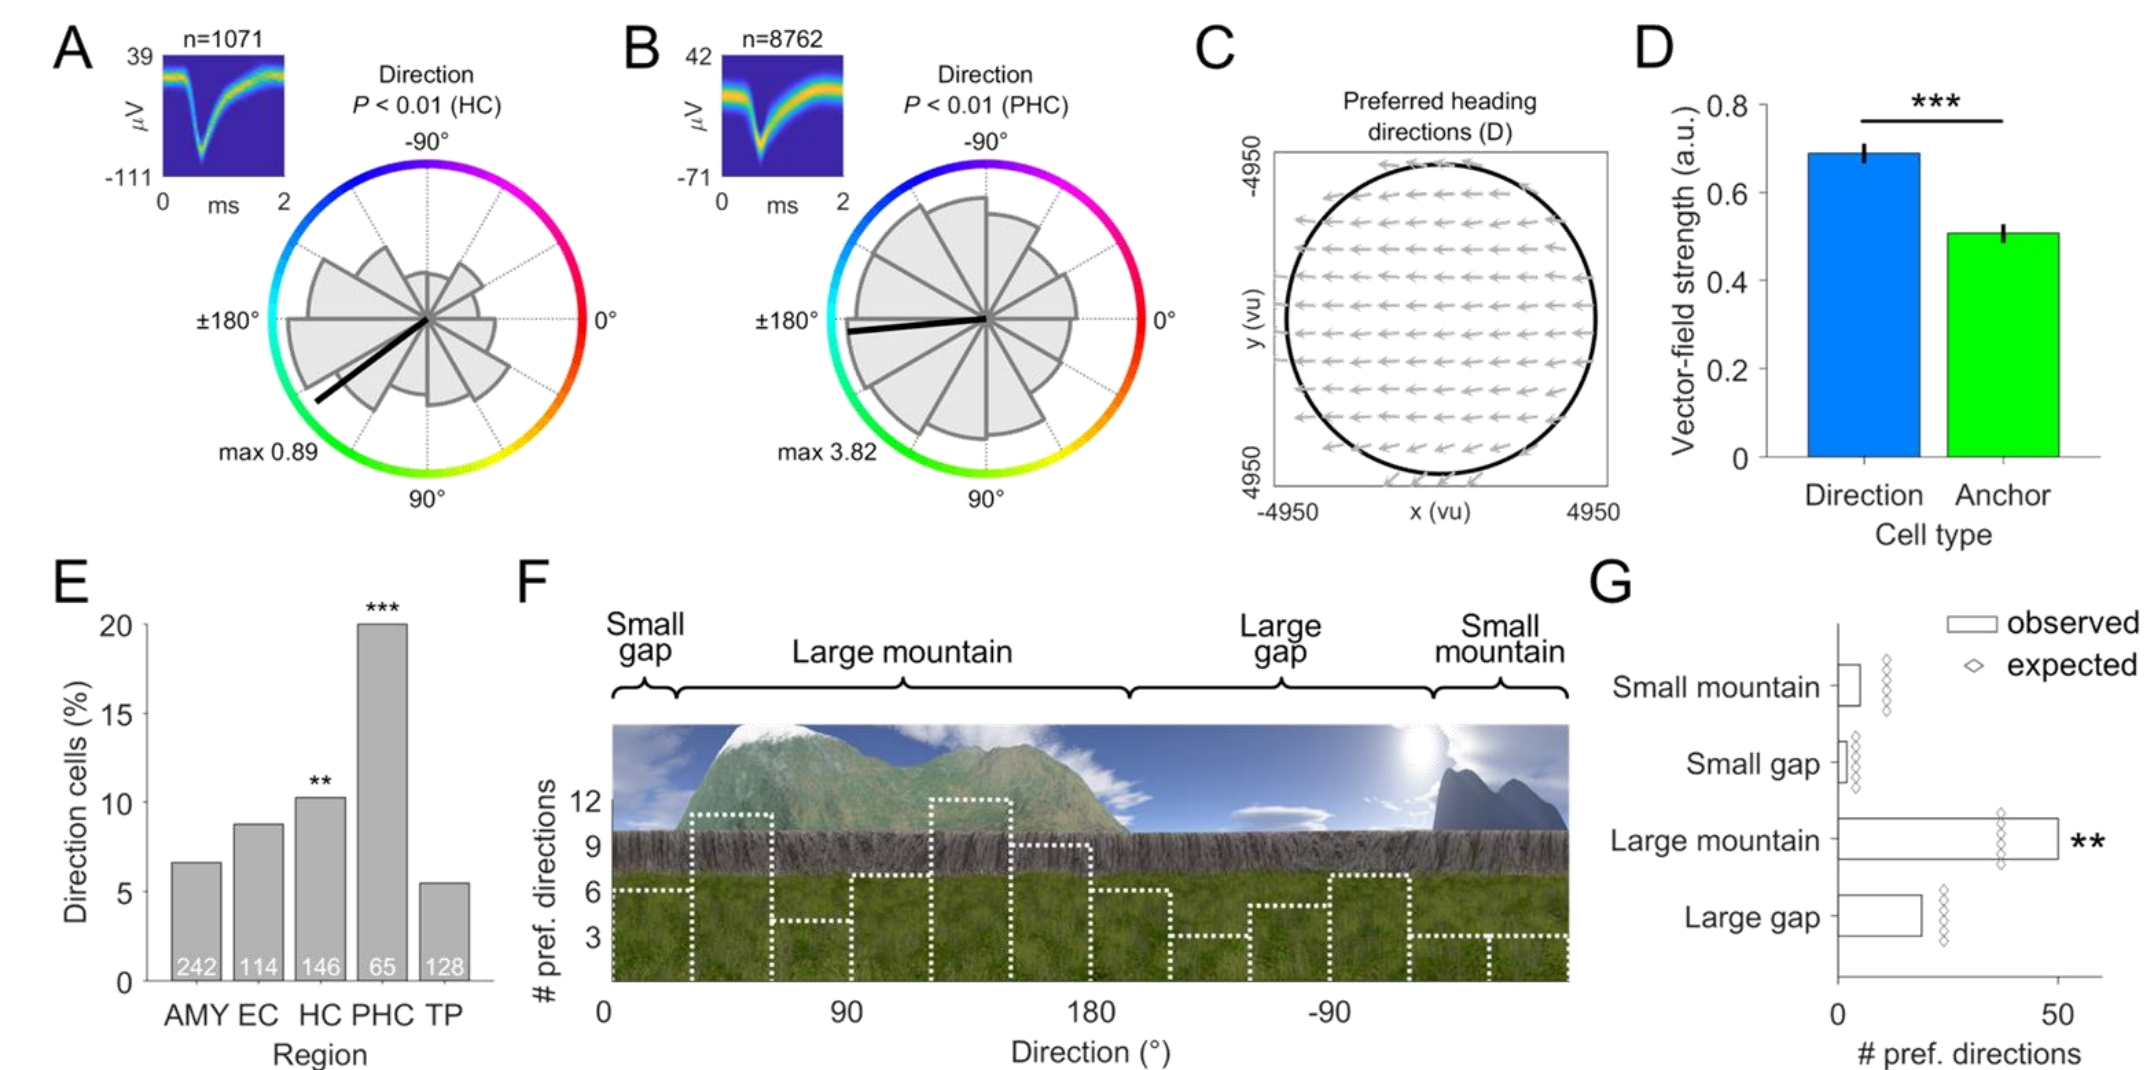 A
n=1071
39
μV
-111
0
ms
2
Direction
P < 0.01 (HC)
-90°
±180°
0°
max 0.89
90°
B
n=8762
42
μV
-71
0
ms
2
Direction
P < 0.01 (PHC)
-90°
±180°
0°
max 3.82
90°
C
Preferred heading
directions (D)
-4950
y (vu)
4950
-4950
x (vu)
4950
D
Vector-field strength (a.u.)
0.8
0.6
0.4
0.2
0
***
Direction
Anchor
Cell type
E
Direction cells (%)
20
15
10
5
0
**
***
242
114
146
65
128
AMY
EC
HC
PHC
TP
Region
F
Small
gap
Large mountain
Large
gap
Small
mountain
# pref. directions
12
9
6
3
0
90
180
-90
Direction (°)
G
observed
expected
Small mountain
Small gap
Large mountain
**
Large gap
0
50
# pref. directions